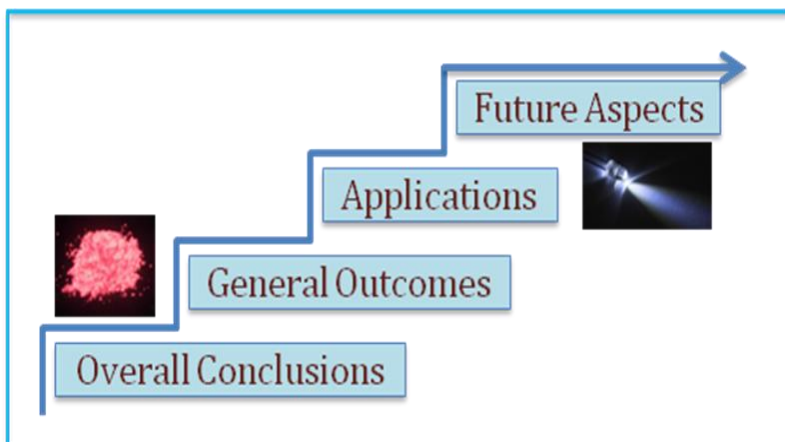 Future Aspects
Applications
General Outcomes
Overall Conclusions